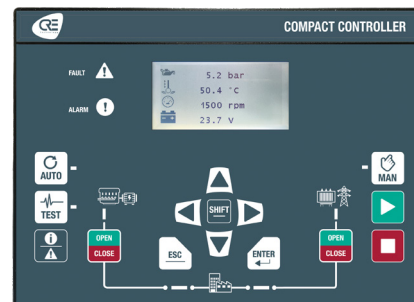 CRE
COMPACT CONTROLLER
FAULT
ALARM
5.2 bar
50.4 °C
1500 rpm
23.7 V
AUTO
MAN
TEST
SHIFT
OPEN
CLOSE
OPEN
CLOSE
ESC
ENTER